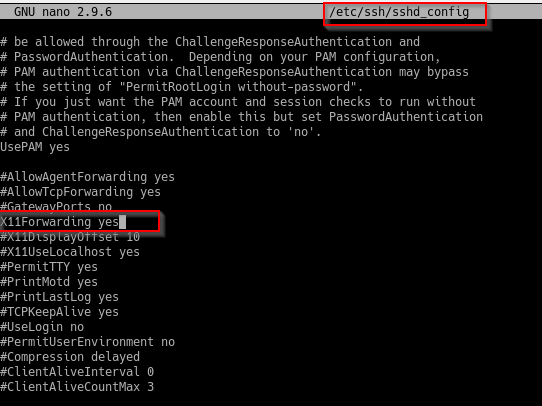 GNU nano 2.9.6 /etc/ssh/sshd_config
# be allowed through the ChallengeResponseAuthentication and
# PasswordAuthentication.  Depending on your PAM configuration,
# PAM authentication via ChallengeResponseAuthentication may bypass
# the setting of "PermitRootLogin without-password".
# If you just want the PAM account and session checks to run without
# PAM authentication, then enable this but set PasswordAuthentication
# and ChallengeResponseAuthentication to 'no'.
UsePAM yes
#AllowAgentForwarding yes
#AllowTcpForwarding yes
#GatewayPorts no
X11Forwarding yes
#X11DisplayOffset 10
#X11UseLocalhost yes
#PermitTTY yes
#PrintMotd yes
#PrintLastLog yes
#TCPKeepAlive yes
#UseLogin no
#PermitUserEnvironment no
#Compression delayed
#ClientAliveInterval 0
#ClientAliveCountMax 3